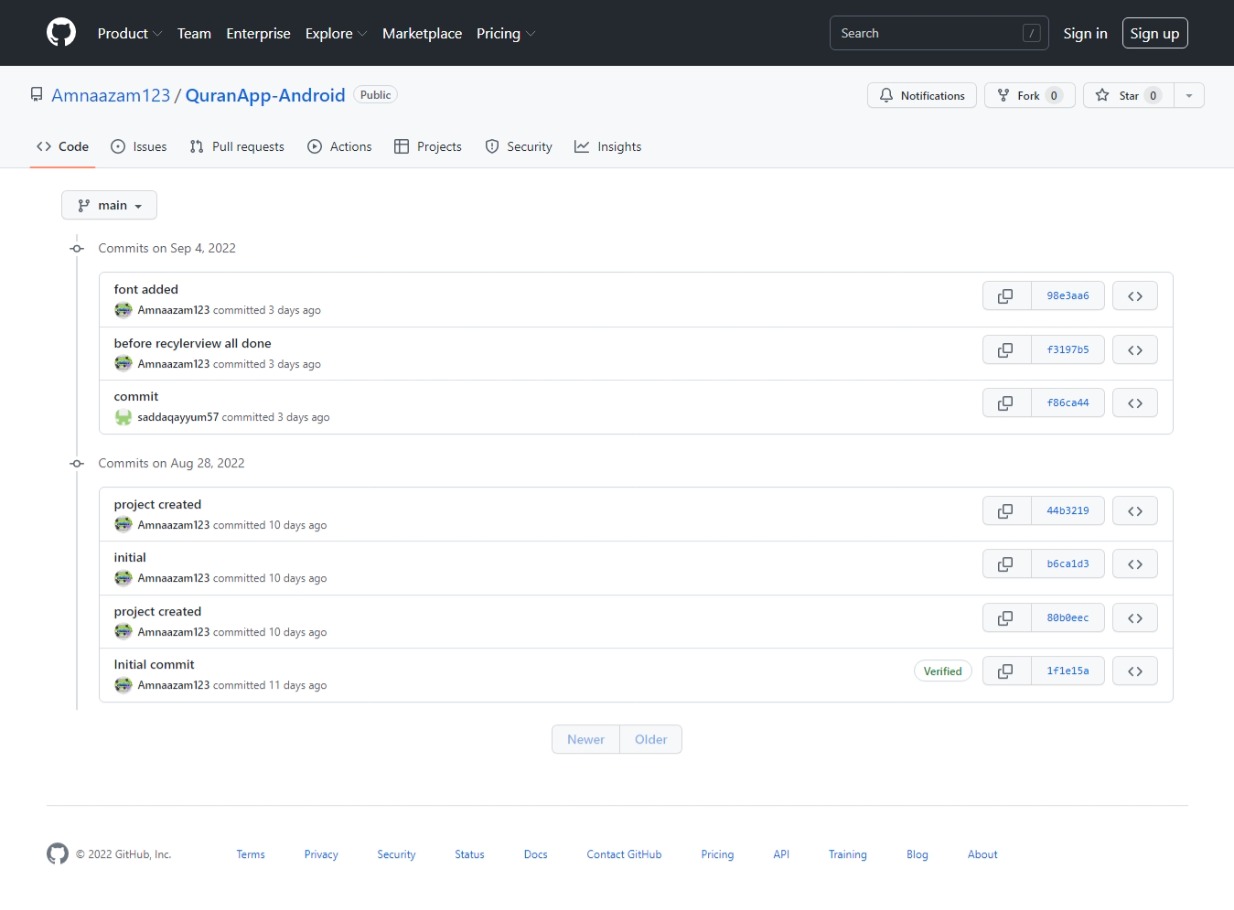 Product Team Enterprise Explore Marketplace Pricing Search / Sign in Sign up
Amnaazam123 / QuranApp-Android Public Notifications Fork 0 Star 0
Code Issues Pull requests Actions Projects Security Insights
main
Commits on Sep 4, 2022
font added
Amnaazam123 committed 3 days ago
98e3aa6
before recylerview all done
Amnaazam123 committed 3 days ago
f3197b5
commit
saddaqayyum57 committed 3 days ago
f86ca44
Commits on Aug 28, 2022
project created
Amnaazam123 committed 10 days ago
44b3219
initial
Amnaazam123 committed 10 days ago
b6ca1d3
project created
Amnaazam123 committed 10 days ago
80b0eec
Initial commit
Amnaazam123 committed 11 days ago
Verified 1f1e15a
Newer Older
© 2022 GitHub, Inc. Terms Privacy Security Status Docs Contact GitHub Pricing API Training Blog About